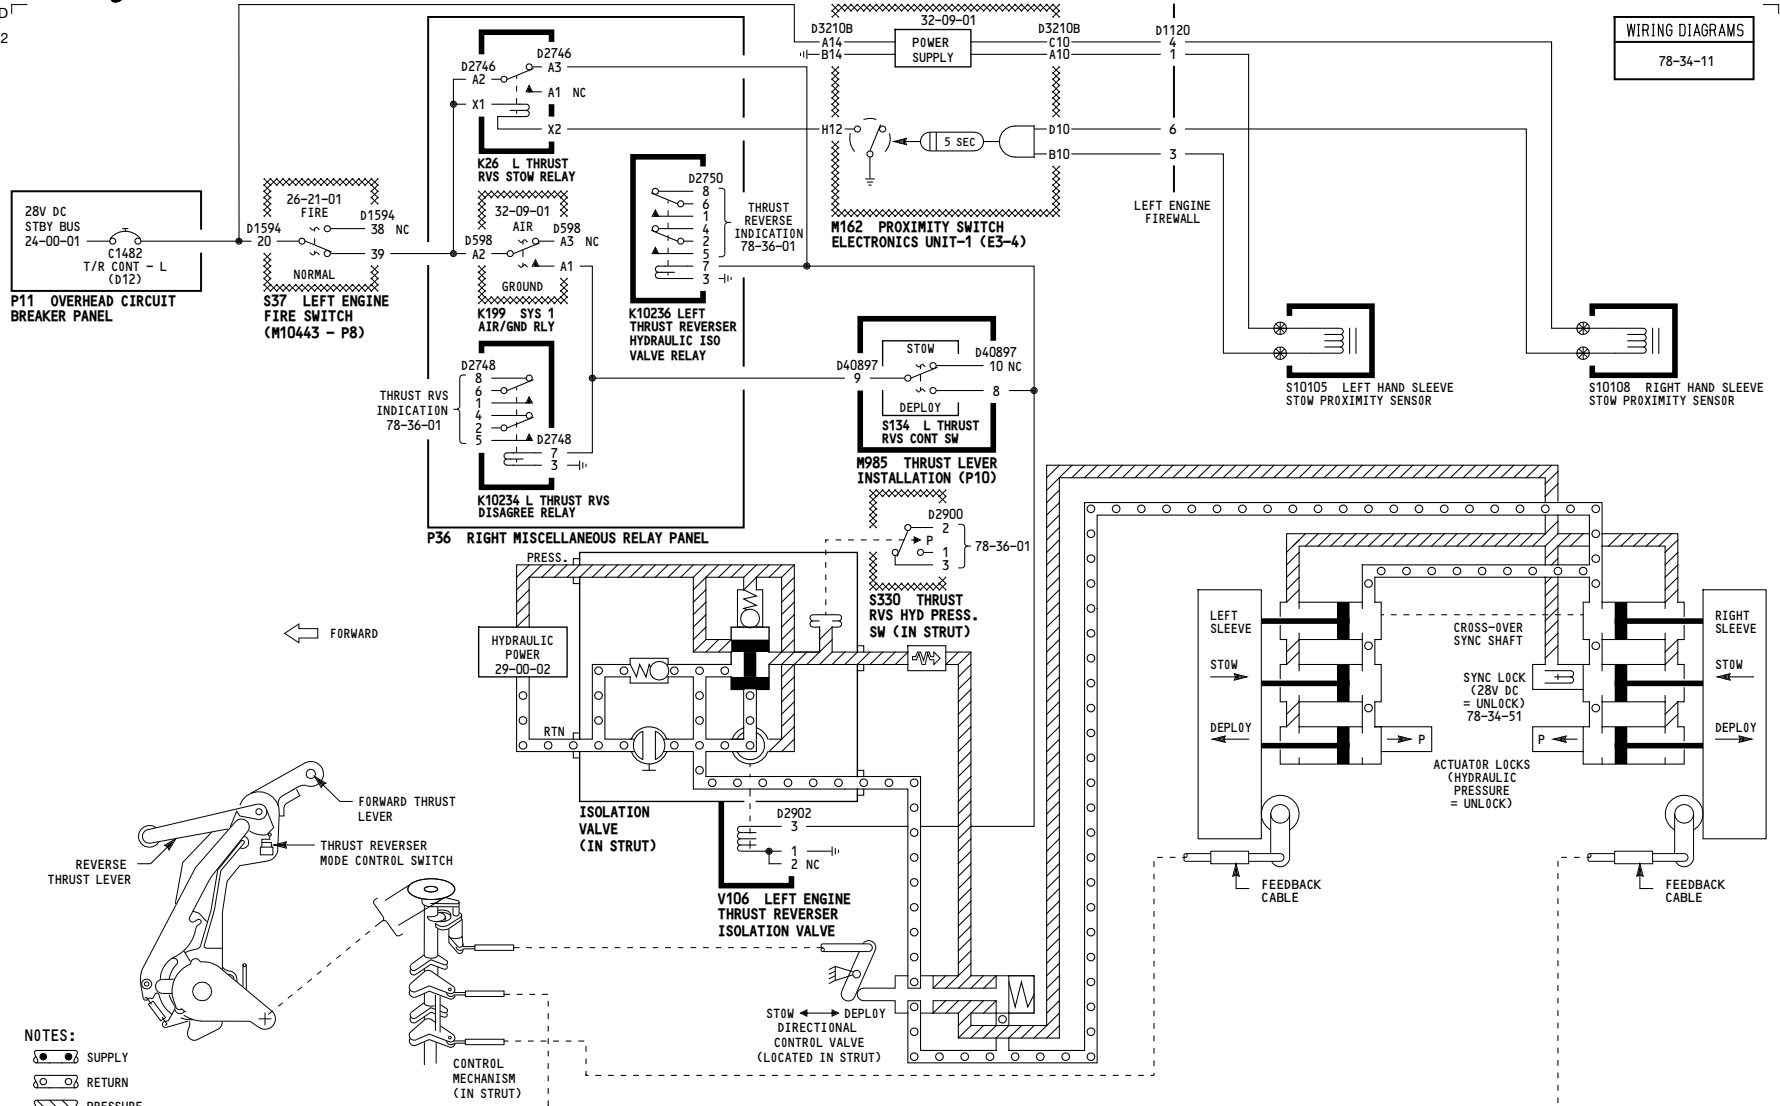 D
2
WIRING DIAGRAMS
78-34-11
28V DC
STBY BUS
24-00-01
C1482
T/R CONT - L
(D12)
P11 OVERHEAD CIRCUIT
BREAKER PANEL
26-21-01
FIRE
D1594
38 NC
D1594
20
39
NORMAL
S37 LEFT ENGINE
FIRE SWITCH
(M10443 - P8)
D2746
D2746
A3
A2
A1 NC
X1
X2
K26 L THRUST
RVS STOW RELAY
32-09-01
AIR
D598
D598
A3 NC
A2
A1
GROUND
K199 SYS 1
AIR/GND RLY
D2748
8
6
1
4
2
5
THRUST RVS
INDICATION
78-36-01
D2748
7
3
K10234 L THRUST RVS
DISAGREE RELAY
P36 RIGHT MISCELLANEOUS RELAY PANEL
D2750
8
6
1
4
2
5
7
3
THRUST
REVERSE
INDICATION
78-36-01
K10236 LEFT
THRUST REVERSER
HYDRAULIC ISO
VALVE RELAY
32-09-01
D3210B
D3210B
A14
B14
POWER
SUPPLY
C10
A10
H12
5 SEC
D10
B10
M162 PROXIMITY SWITCH
ELECTRONICS UNIT-1 (E3-4)
D1120
4
1
6
3
LEFT ENGINE
FIREWALL
STOW
D40897
D40897
10 NC
9
8
DEPLOY
S134 L THRUST
RVS CONT SW
M985 THRUST LEVER
INSTALLATION (P10)
S10105 LEFT HAND SLEEVE
STOW PROXIMITY SENSOR
S10108 RIGHT HAND SLEEVE
STOW PROXIMITY SENSOR
D2900
2
P
1
3
78-36-01
S330 THRUST
RVS HYD PRESS.
SW (IN STRUT)
PRESS.
HYDRAULIC
POWER
29-00-02
RTN
ISOLATION
VALVE
(IN STRUT)
D2902
3
1
2 NC
V106 LEFT ENGINE
THRUST REVERSER
ISOLATION VALVE
FORWARD
FORWARD THRUST
LEVER
THRUST REVERSER
MODE CONTROL SWITCH
REVERSE
THRUST LEVER
CONTROL
MECHANISM
(IN STRUT)
STOW DEPLOY
DIRECTIONAL
CONTROL VALVE
(LOCATED IN STRUT)
LEFT
SLEEVE
STOW
DEPLOY
CROSS-OVER
SYNC SHAFT
SYNC LOCK
(28V DC
= UNLOCK)
78-34-51
P
P
ACTUATOR LOCKS
(HYDRAULIC
PRESSURE
= UNLOCK)
RIGHT
SLEEVE
STOW
DEPLOY
FEEDBACK
CABLE
FEEDBACK
CABLE
NOTES:
SUPPLY
RETURN
PRESSURE